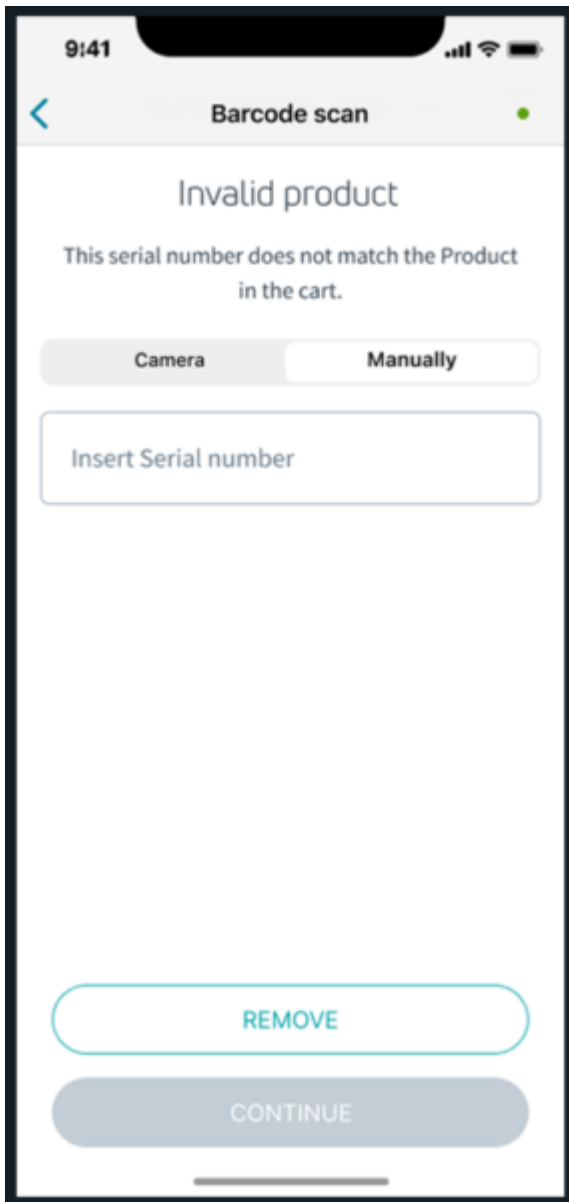 9:41
Barcode scan
Invalid product
This serial number does not match the Product
in the cart.
Camera Manually
Insert Serial number
REMOVE
CONTINUE